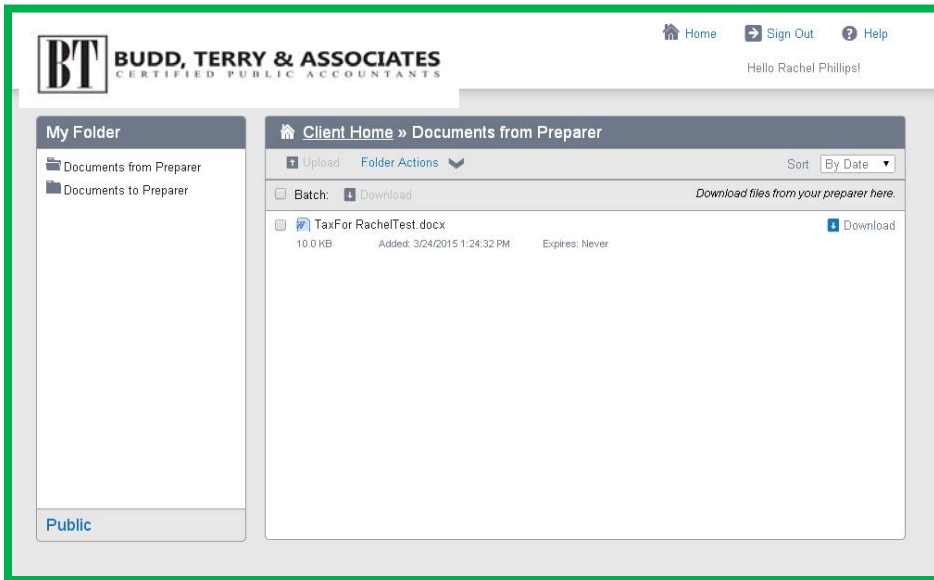 BT BUDD, TERRY & ASSOCIATES
CERTIFIED PUBLIC ACCOUNTANTS
Home Sign Out Help
Hello Rachel Phillips!
My Folder
Documents from Preparer
Documents to Preparer
Public
Client Home » Documents from Preparer
Upload Folder Actions Sort By Date
Batch: Download Download files from your preparer here.
TaxFor RachelTest.docx Download
10.0 KB Added: 3/24/2015 1:24:32 PM Expires: Never